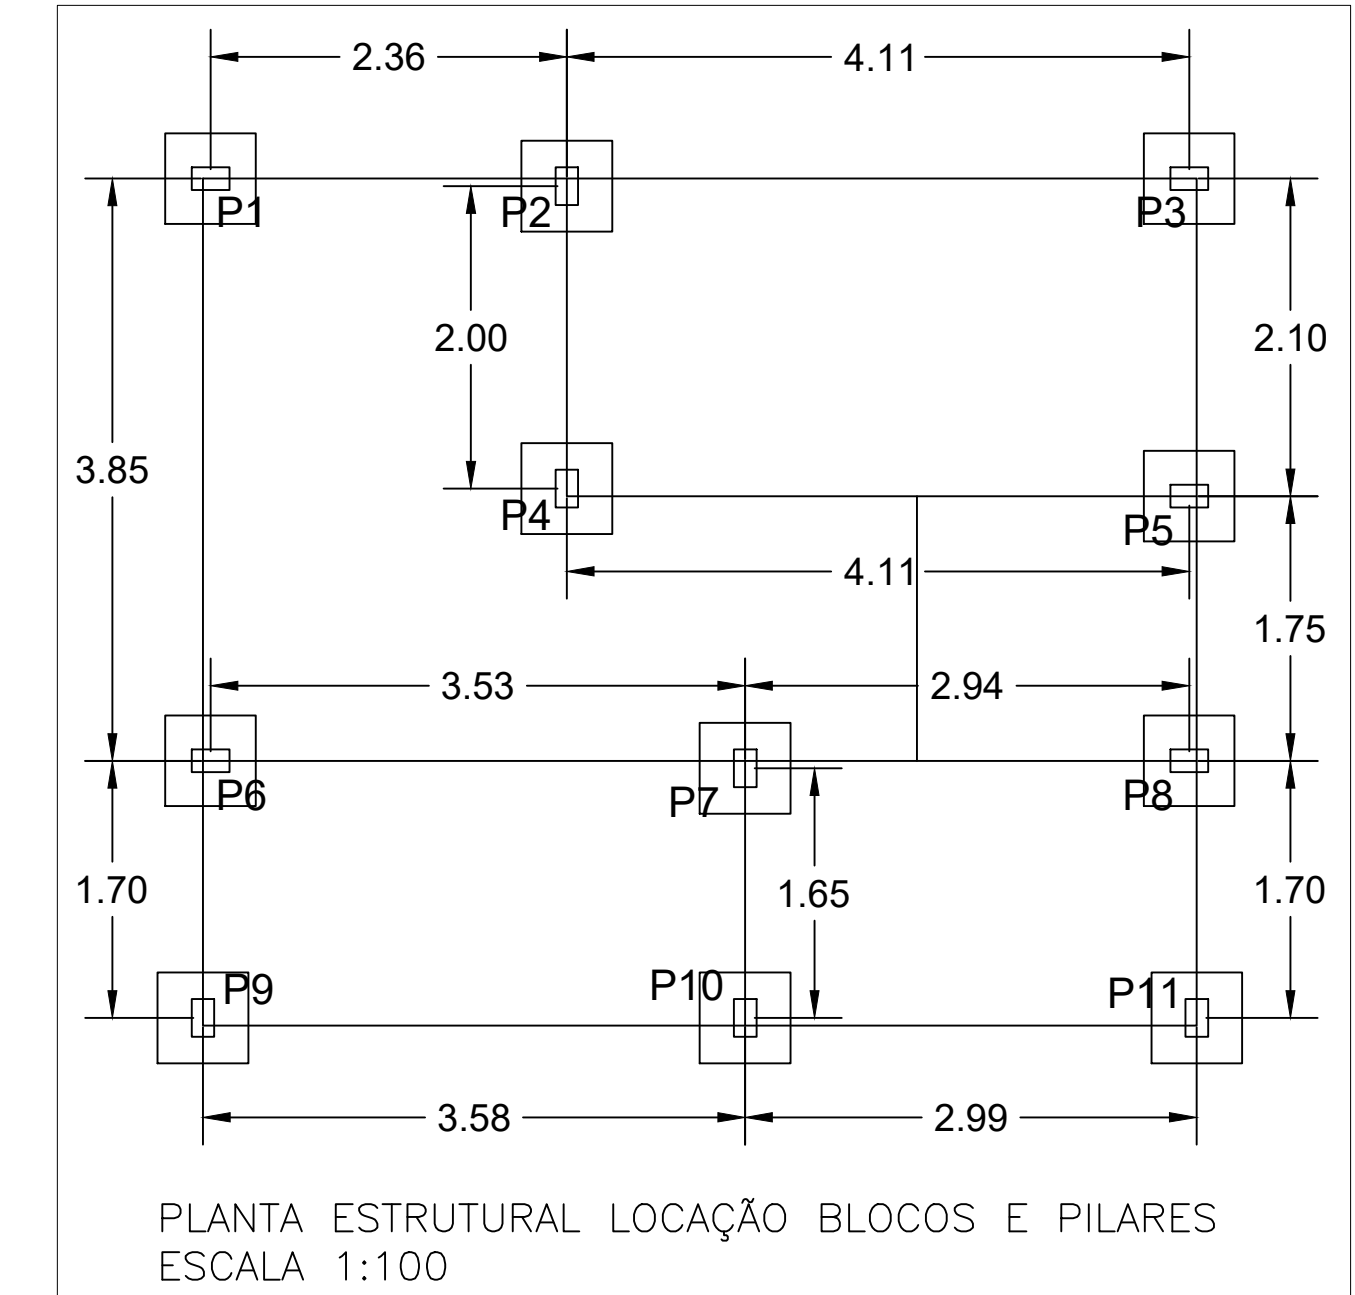 2.36 4.11
P1 P2 P3
2.00 2.10
3.85
P4 P5
4.11
1.75
3.53 2.94
P6 P7 P8
1.70 1.65 1.70
P9 P10 P11
3.58 2.99
PLANTA ESTRUTURAL LOCAÇÃO BLOCOS E PILARES
ESCALA 1:100